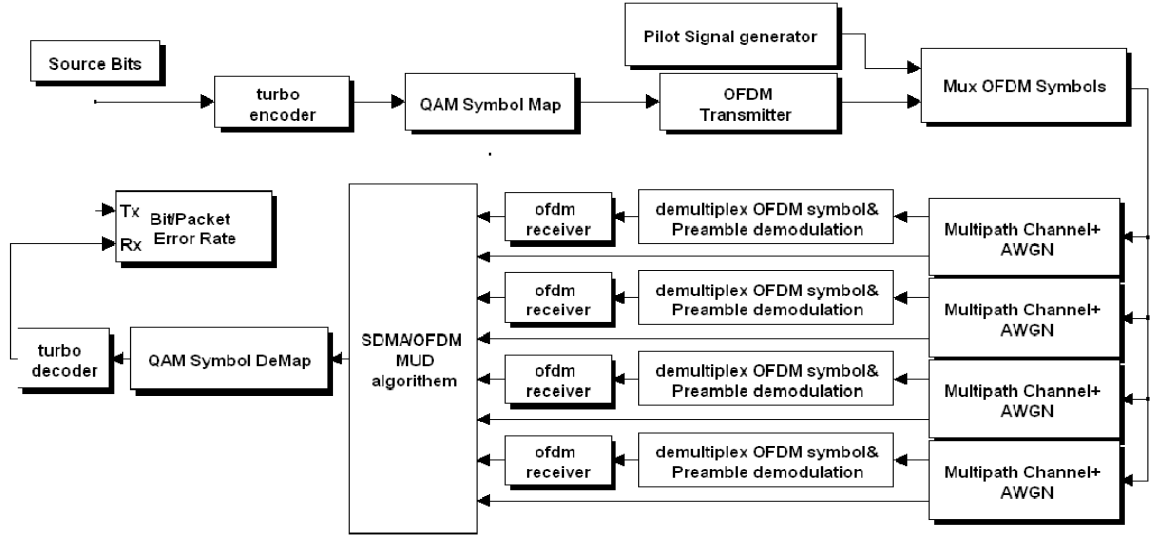 Pilot Signal generator
Source Bits
turbo
encoder
QAM Symbol Map
OFDM
Transmitter
Mux OFDM Symbols
Tx
Rx
Bit/Packet
Error Rate
ofdm
receiver
demultiplex OFDM symbol&
Preamble demodulation
Multipath Channel+
AWGN
ofdm
receiver
demultiplex OFDM symbol&
Preamble demodulation
Multipath Channel+
AWGN
turbo
decoder
QAM Symbol DeMap
SDMA/OFDM
MUD
algorithem
ofdm
receiver
demultiplex OFDM symbol&
Preamble demodulation
Multipath Channel+
AWGN
ofdm
receiver
demultiplex OFDM symbol&
Preamble demodulation
Multipath Channel+
AWGN